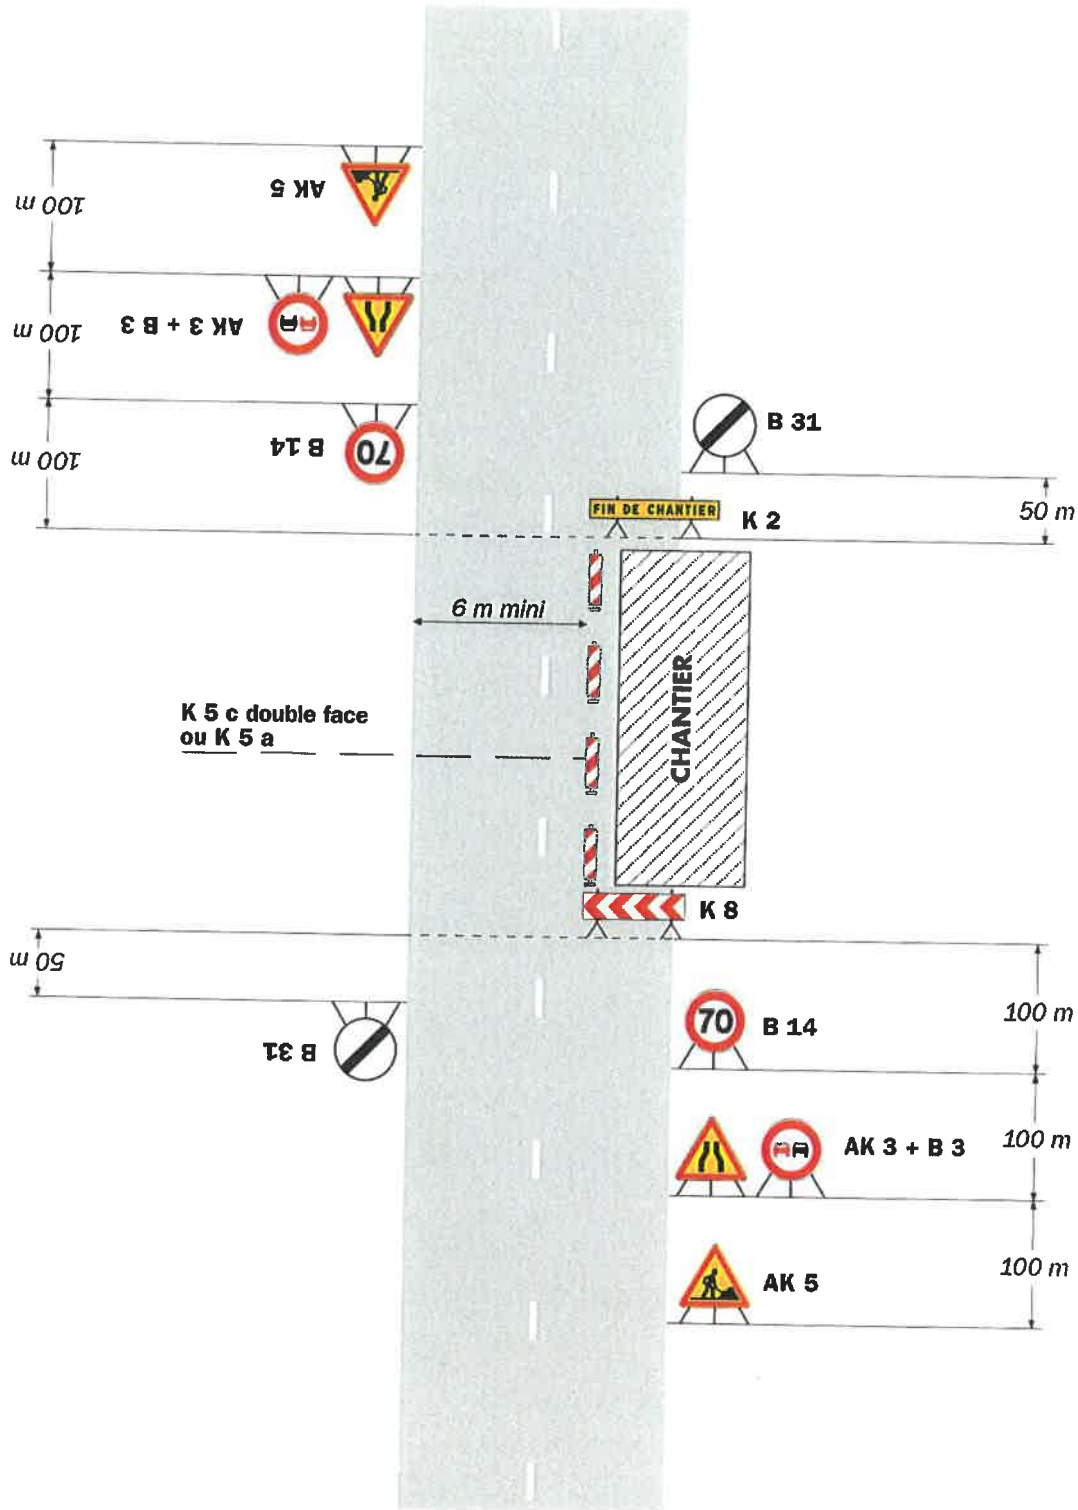 AK 5
100 m
AK 3 + B 3
100 m
B 14
70
100 m
B 31
FIN DE CHANTIER
K 2
50 m
6 m mini
CHANTIER
K 5 c double face
ou K 5 a
K 8
50 m
B 31
70
B 14
100 m
AK 3 + B 3
100 m
AK 5
100 m